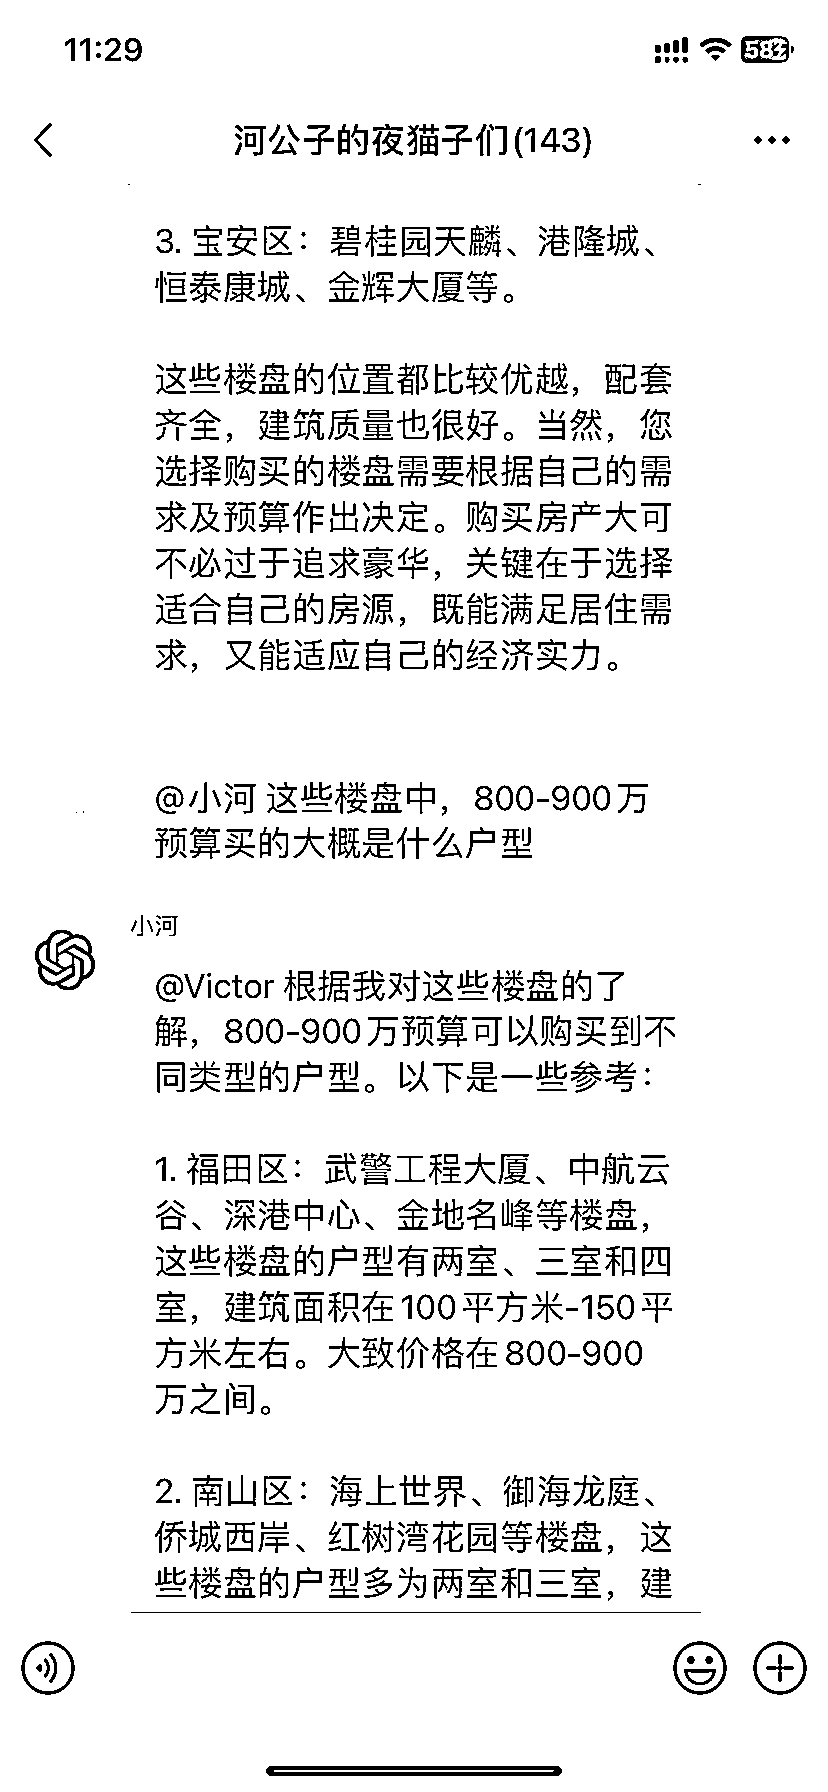 11:29
河公子的夜猫子们(143)
3. 宝安区：碧桂园天麟、港隆城、
恒泰康城、金辉大厦等。
这些楼盘的位置都比较优越，配套
齐全，建筑质量也很好。当然，您
选择购买的楼盘需要根据自己的需
求及预算作出决定。购买房产大可
不必过于追求豪华，关键在于选择
适合自己的房源，既能满足居住需
求，又能适应自己的经济实力。
@小河 这些楼盘中，800-900万
预算买的大概是什么户型
小河
@Victor 根据我对这些楼盘的了
解，800-900万预算可以购买到不
同类型的户型。以下是一些参考：
1. 福田区：武警工程大厦、中航云
谷、深港中心、金地名峰等楼盘，
这些楼盘的户型有两室、三室和四
室，建筑面积在100平方米-150平
方米左右。大致价格在800-900
万之间。
2. 南山区：海上世界、御海龙庭、
侨城西岸、红树湾花园等楼盘，这
些楼盘的户型多为两室和三室，建